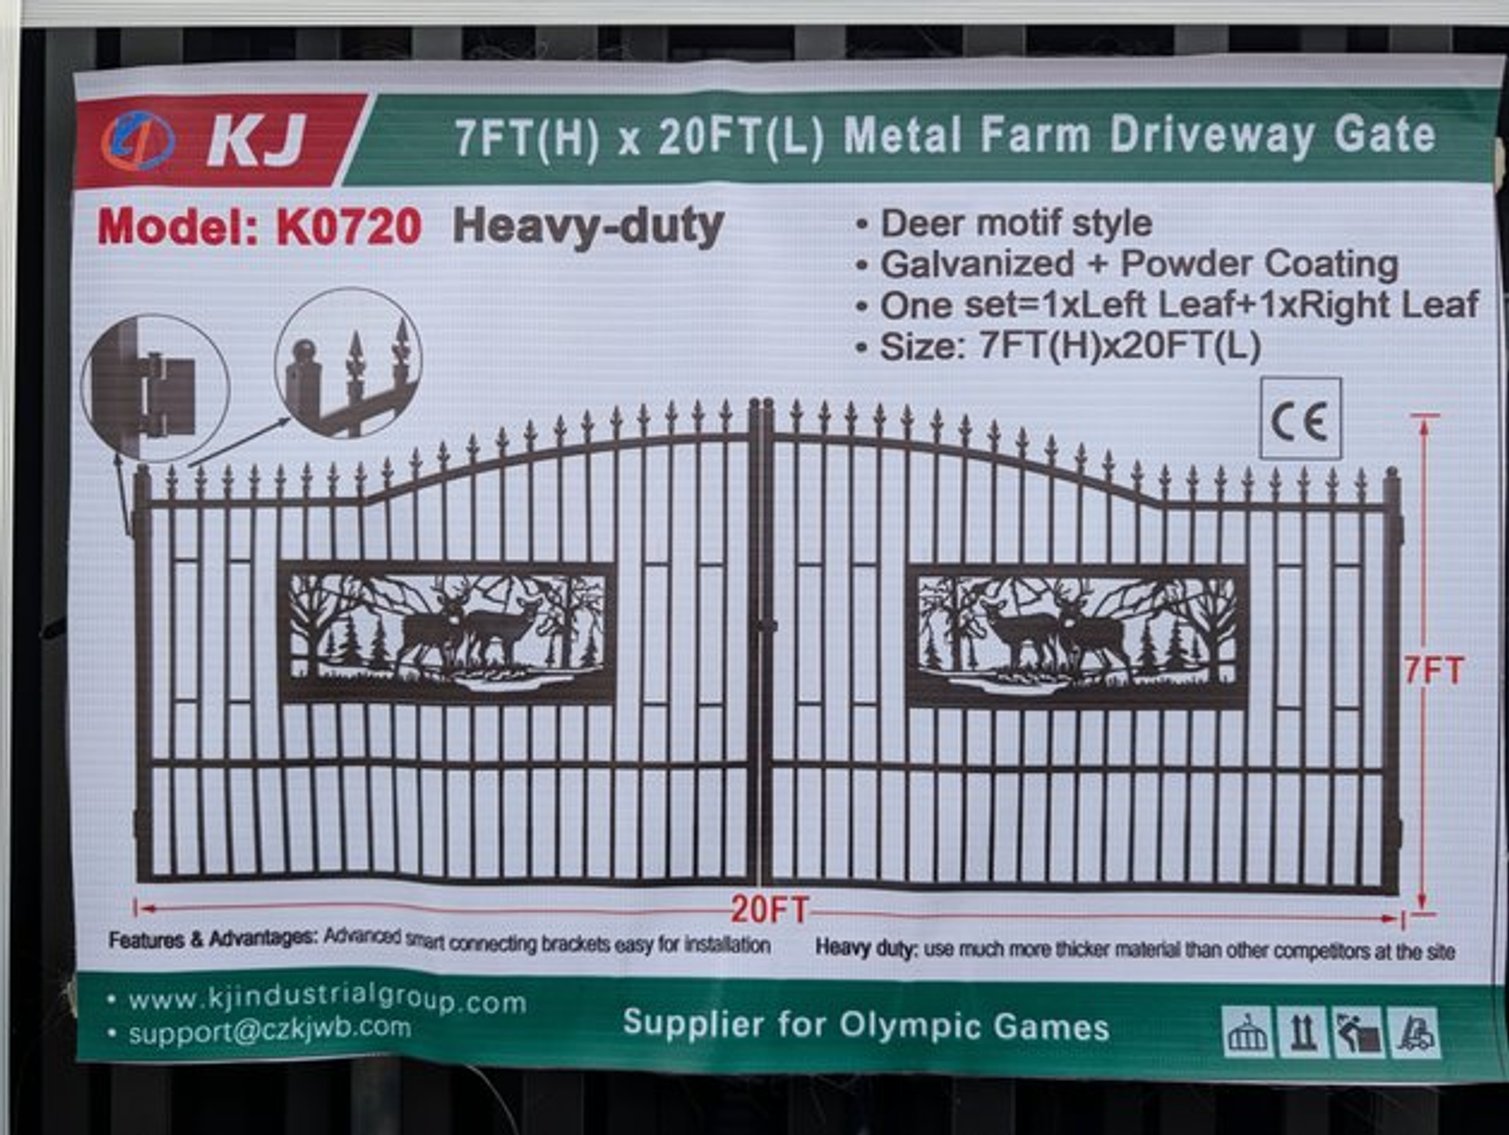 KJ
7FT(H) x 20FT(L) Metal Farm Driveway Gate
Model: K0720 Heavy-duty
• Deer motif style
• Galvanized + Powder Coating
• One set=1xLeft Leaf+1xRight Leaf
• Size: 7FT(H)x20FT(L)
CE
7FT
20FT
Features & Advantages: Advanced smart connecting brackets easy for installation
Heavy duty: use much more thicker material than other competitors at the site
• www.kjindustrialgroup.com
• support@czkjwb.com
Supplier for Olympic Games